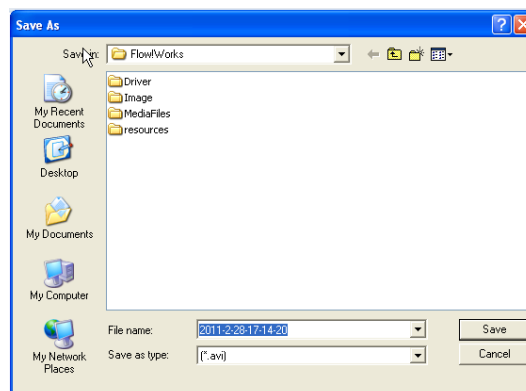 Save As
Save in:
Flow!Works
Driver
Image
MediaFiles
resources
My Recent
Documents
Desktop
My Documents
My Computer
My Network
Places
File name:
2011-2-28-17-14-20
Save
Save as type:
(*.avi)
Cancel